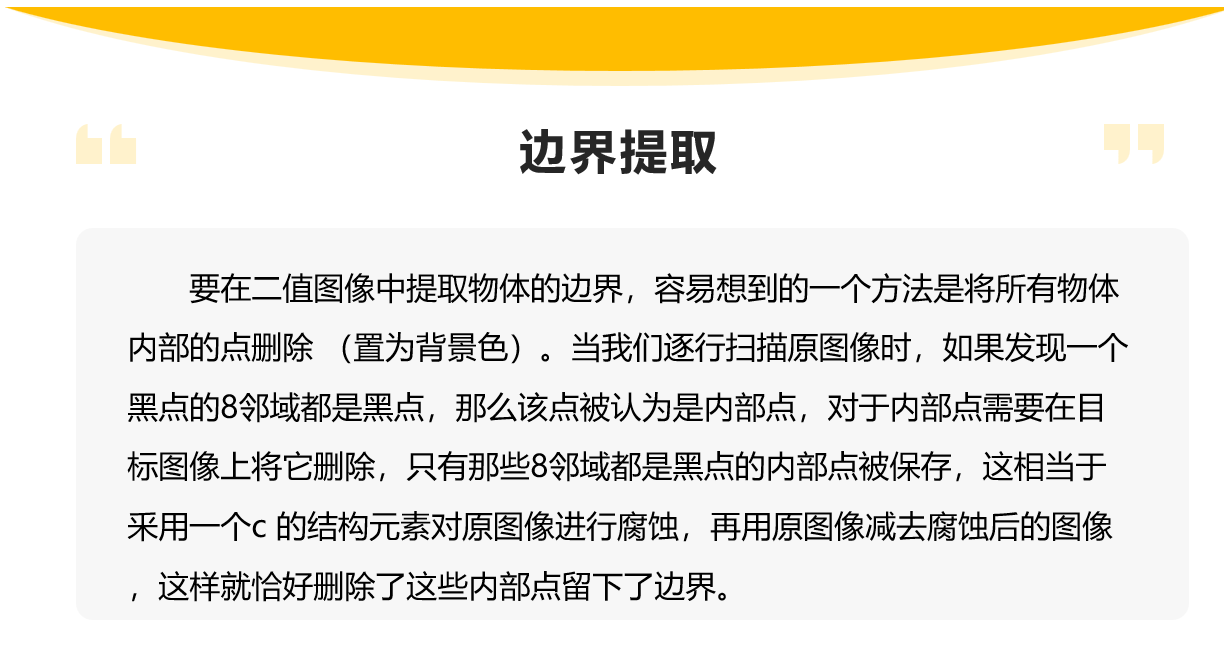 边界提取
要在二值图像中提取物体的边界，容易想到的一个方法是将所有物体
内部的点删除 （置为背景色）。当我们逐行扫描原图像时，如果发现一个
黑点的8邻域都是黑点，那么该点被认为是内部点，对于内部点需要在目
标图像上将它删除，只有那些8邻域都是黑点的内部点被保存，这相当于
采用一个c 的结构元素对原图像进行腐蚀，再用原图像减去腐蚀后的图像
，这样就恰好删除了这些内部点留下了边界。